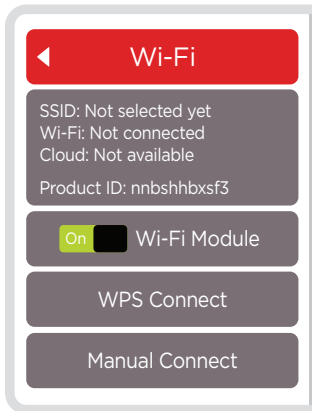 Wi-Fi
SSID: Not selected yet
Wi-Fi: Not connected
Cloud: Not available
Product ID: nnbshhbxsf3
On Wi-Fi Module
WPS Connect
Manual Connect